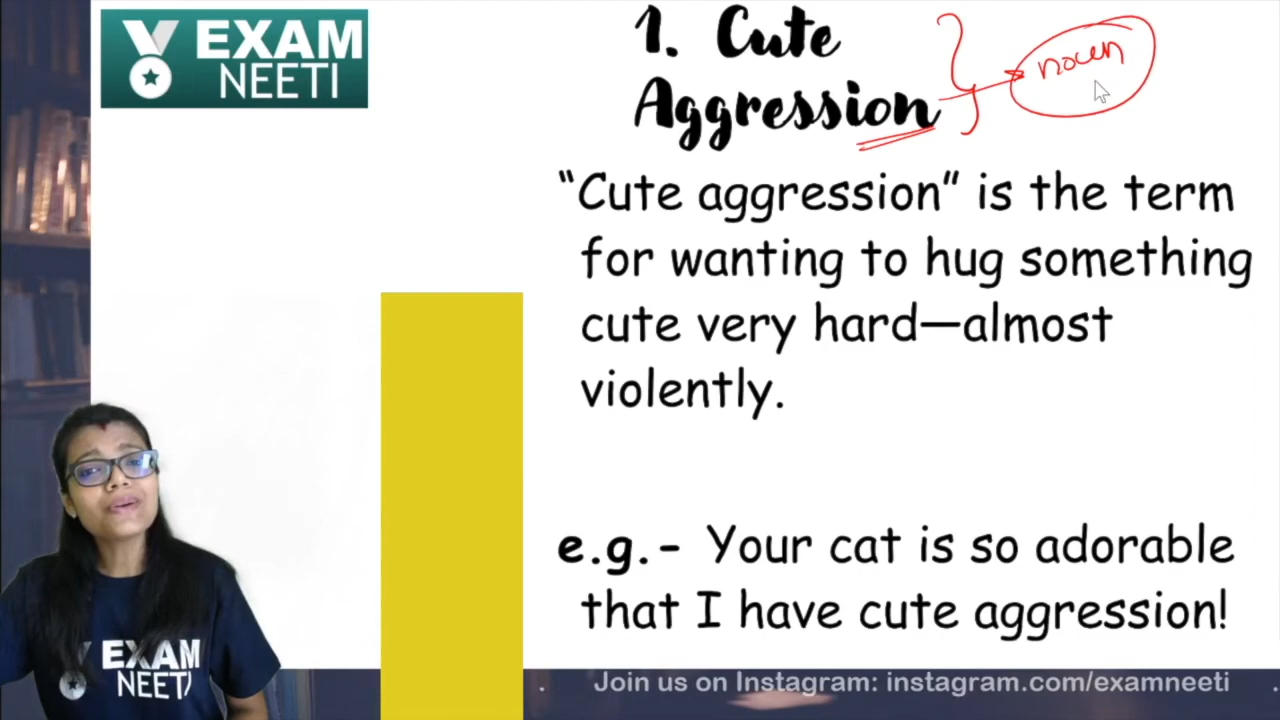 EXAM
NEETI
1. Cute
Aggression
noun
“Cute aggression” is the term
for wanting to hug something
cute very hard—almost
violently.
e.g.- Your cat is so adorable
that I have cute aggression!
EXAM
NEETI
. Join us on Instagram: instagram.com/examneeti .